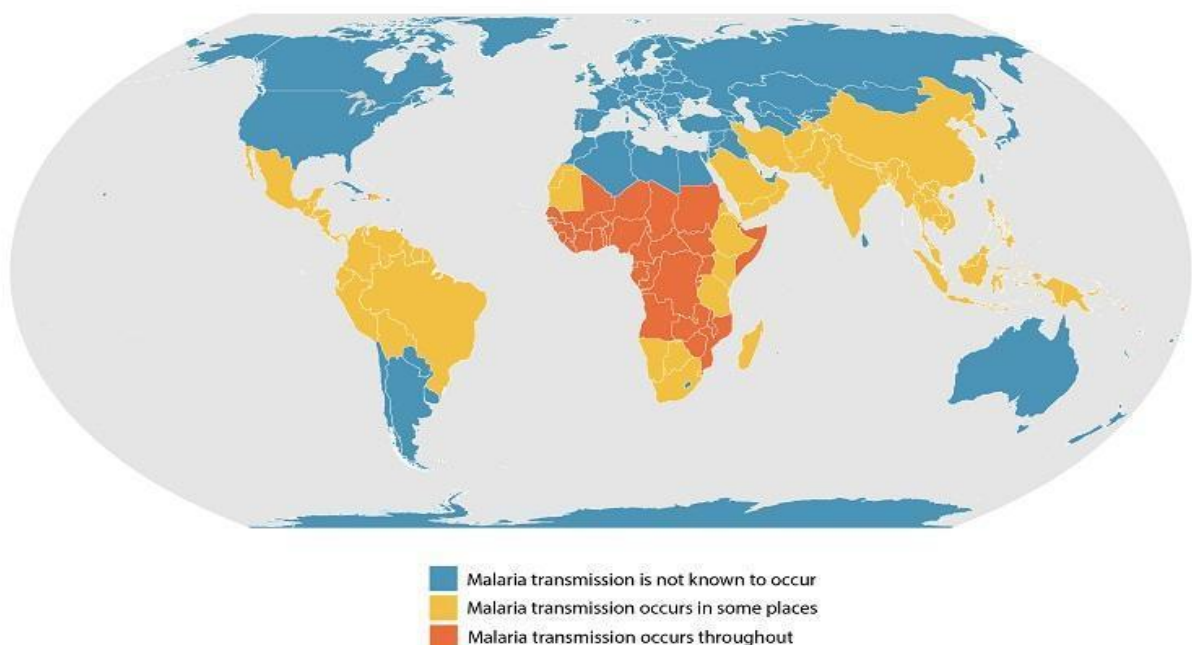 Malaria transmission is not known to occur
Malaria transmission occurs in some places
Malaria transmission occurs throughout